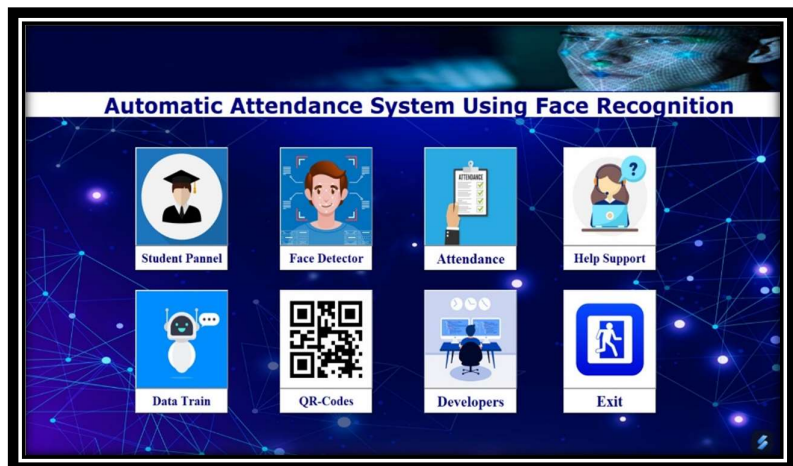 Automatic Attendance System Using Face Recognition
ATTENDANCE
?
Student Pannel
Face Detector
Attendance
Help Support
Data Train
QR-Codes
Developers
Exit